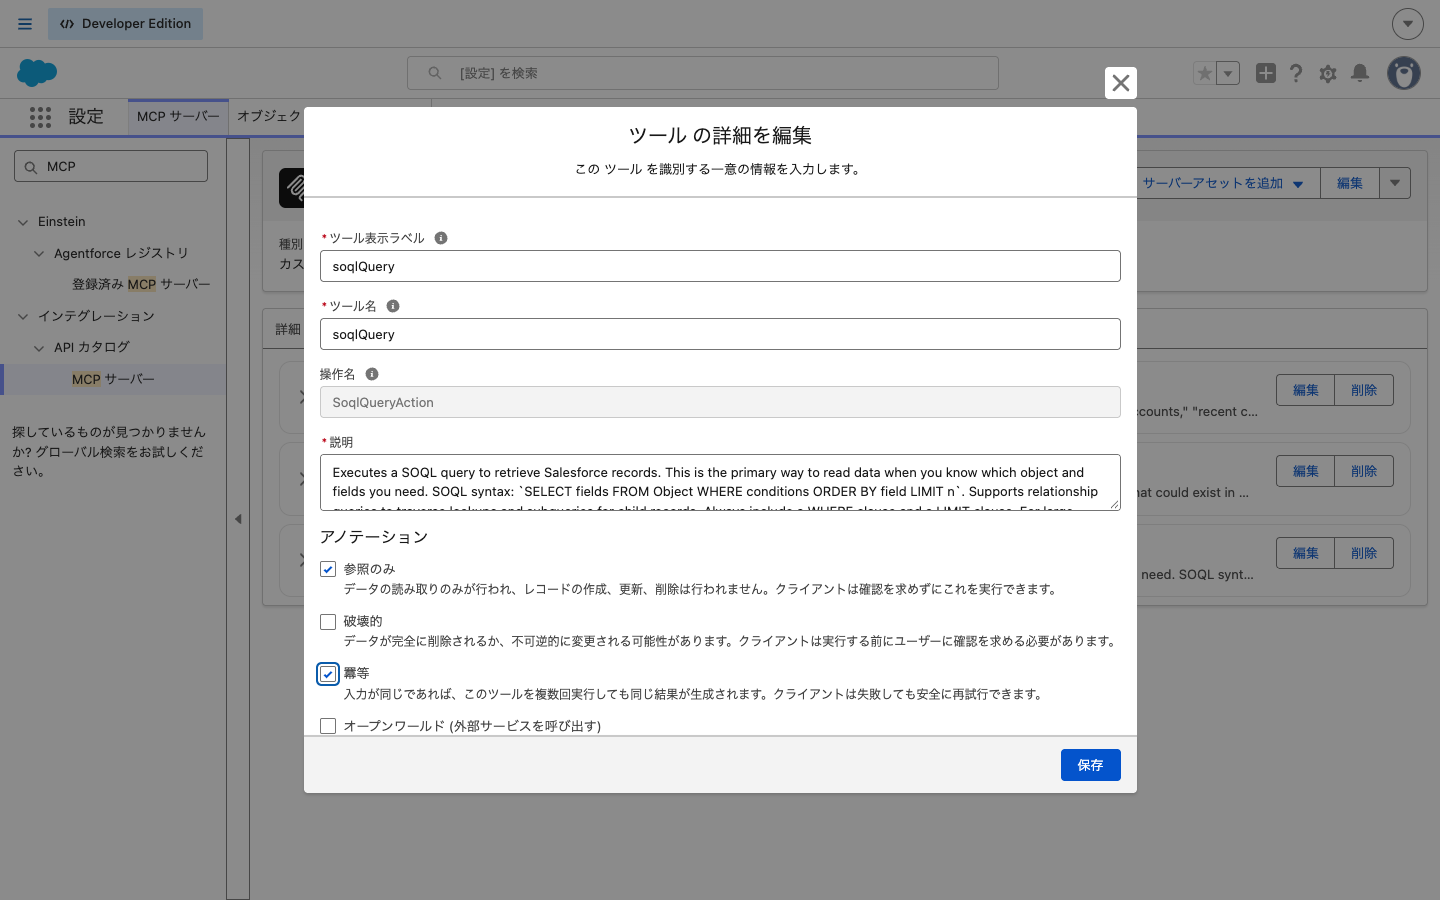 Developer Edition
[設定] を検索
設定
MCP サーバー
オブジェク
MCP
Einstein
Agentforce レジストリ
登録済み MCP サーバー
インテグレーション
API カタログ
MCP サーバー
探しているものが見つかりません
か? グローバル検索をお試しくだ
さい。
サーバーアセットを追加
編集
種別
カス
詳細
編集
削除
counts," "recent c...
編集
削除
at could exist in ...
編集
削除
need. SOQL synt...
ツール の詳細を編集
この ツール を識別する一意の情報を入力します。
*ツール表示ラベル
soqlQuery
*ツール名
soqlQuery
操作名
SoqlQueryAction
*説明
Executes a SOQL query to retrieve Salesforce records. This is the primary way to read data when you know which object and
fields you need. SOQL syntax: `SELECT fields FROM Object WHERE conditions ORDER BY field LIMIT n`. Supports relationship
queries to traverse lookups and subqueries for child records. Always include a WHERE clause and a LIMIT clause. For large
アノテーション
参照のみ
データの読み取りのみが行われ、レコードの作成、更新、削除は行われません。クライアントは確認を求めずにこれを実行できます。
破壊的
データが完全に削除されるか、不可逆的に変更される可能性があります。クライアントは実行する前にユーザーに確認を求める必要があります。
冪等
入力が同じであれば、このツールを複数回実行しても同じ結果が生成されます。クライアントは失敗しても安全に再試行できます。
オープンワールド (外部サービスを呼び出す)
保存